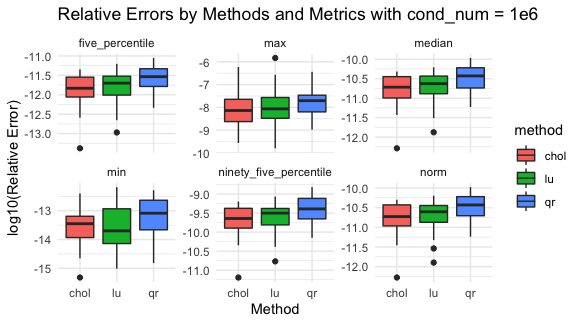 Relative Errors by Methods and Metrics with cond_num = 1e6
five_percentile
max
median
-11.0
-11.5
-12.0
-12.5
-13.0
-6
-7
-8
-9
-10
-10.0
-10.5
-11.0
-11.5
-12.0
min
ninety_five_percentile
norm
-13
-14
-15
-9.0
-9.5
-10.0
-10.5
-11.0
-10.0
-10.5
-11.0
-11.5
-12.0
chol lu qr
chol lu qr
chol lu qr
Method
log10(Relative Error)
method
chol
lu
qr